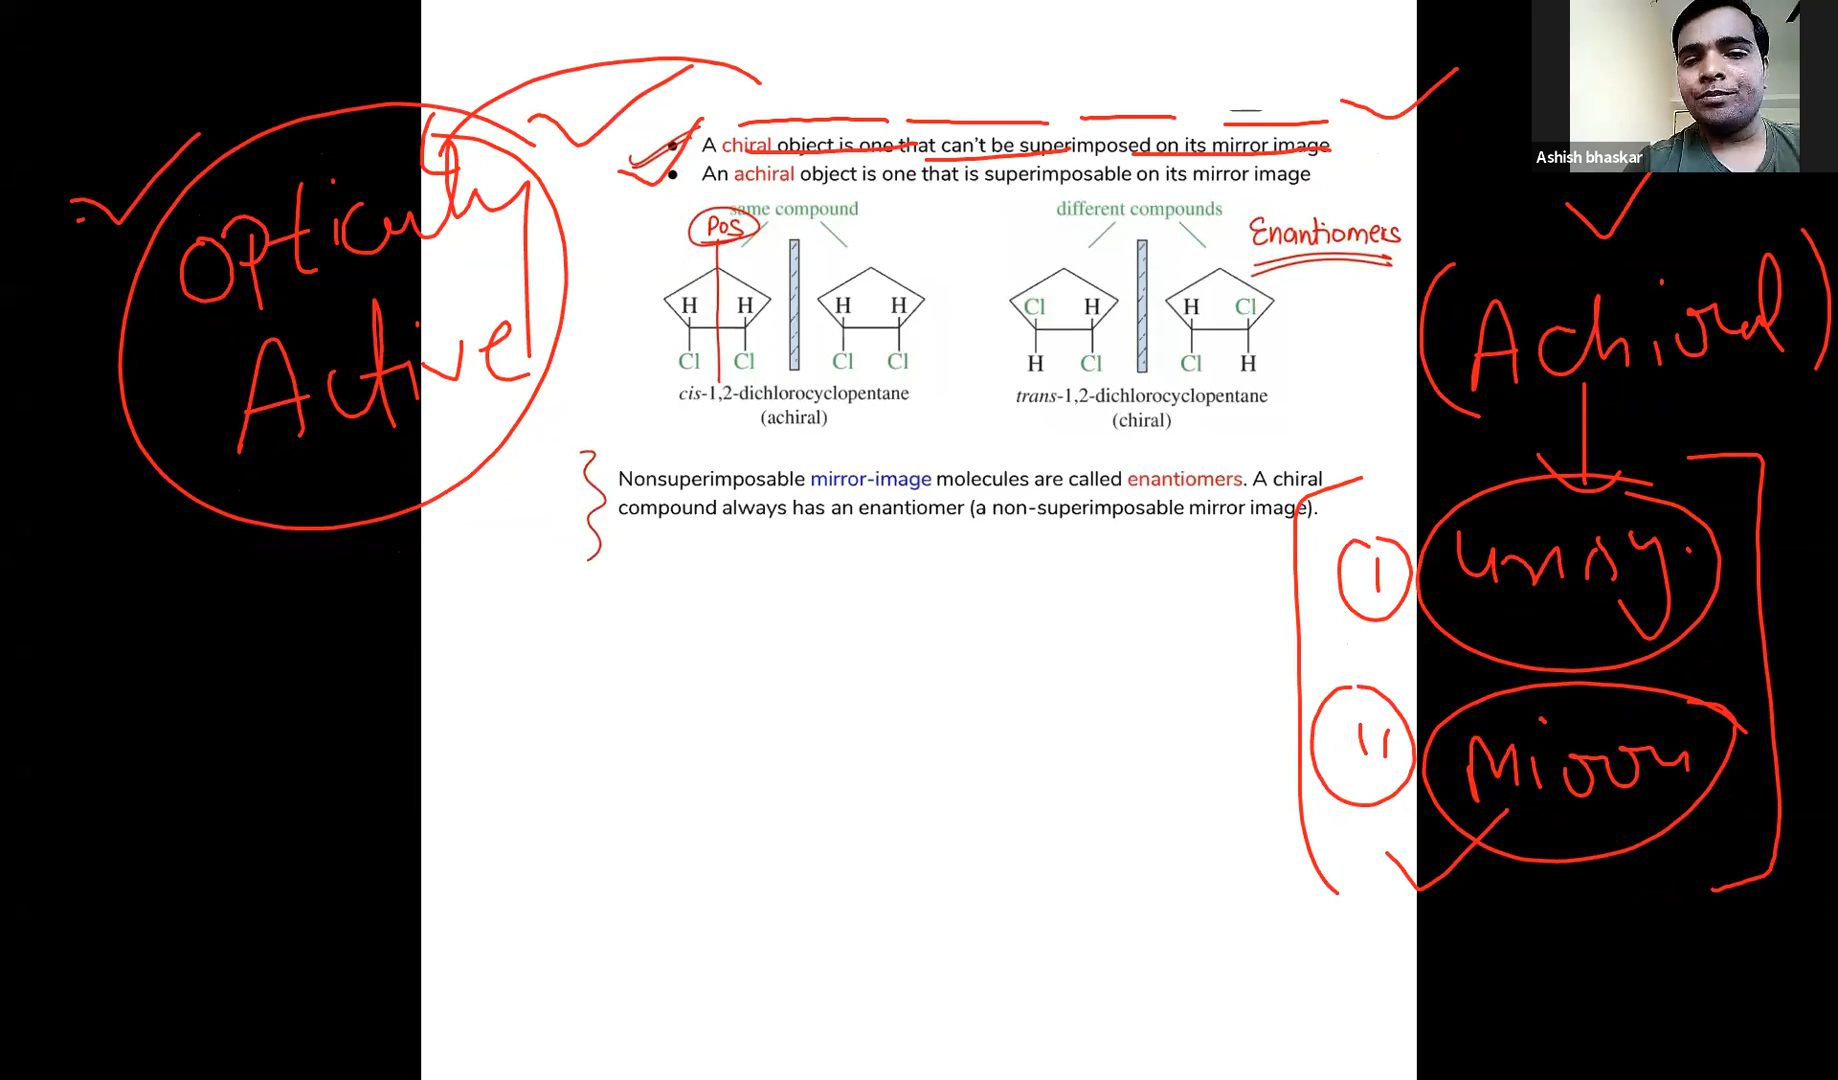 Ashish bhaskar
A chiral object is one that can't be superimposed on its mirror image
An achiral object is one that is superimposable on its mirror image
same compound
different compounds
POS
Enantiomers
Optically
Active
(Achiral)
H H H H
Cl H H Cl
Cl Cl Cl Cl
H Cl Cl H
cis-1,2-dichlorocyclopentane
(achiral)
trans-1,2-dichlorocyclopentane
(chiral)
Nonsuperimposable mirror-image molecules are called enantiomers. A chiral
compound always has an enantiomer (a non-superimposable mirror image).
I
II